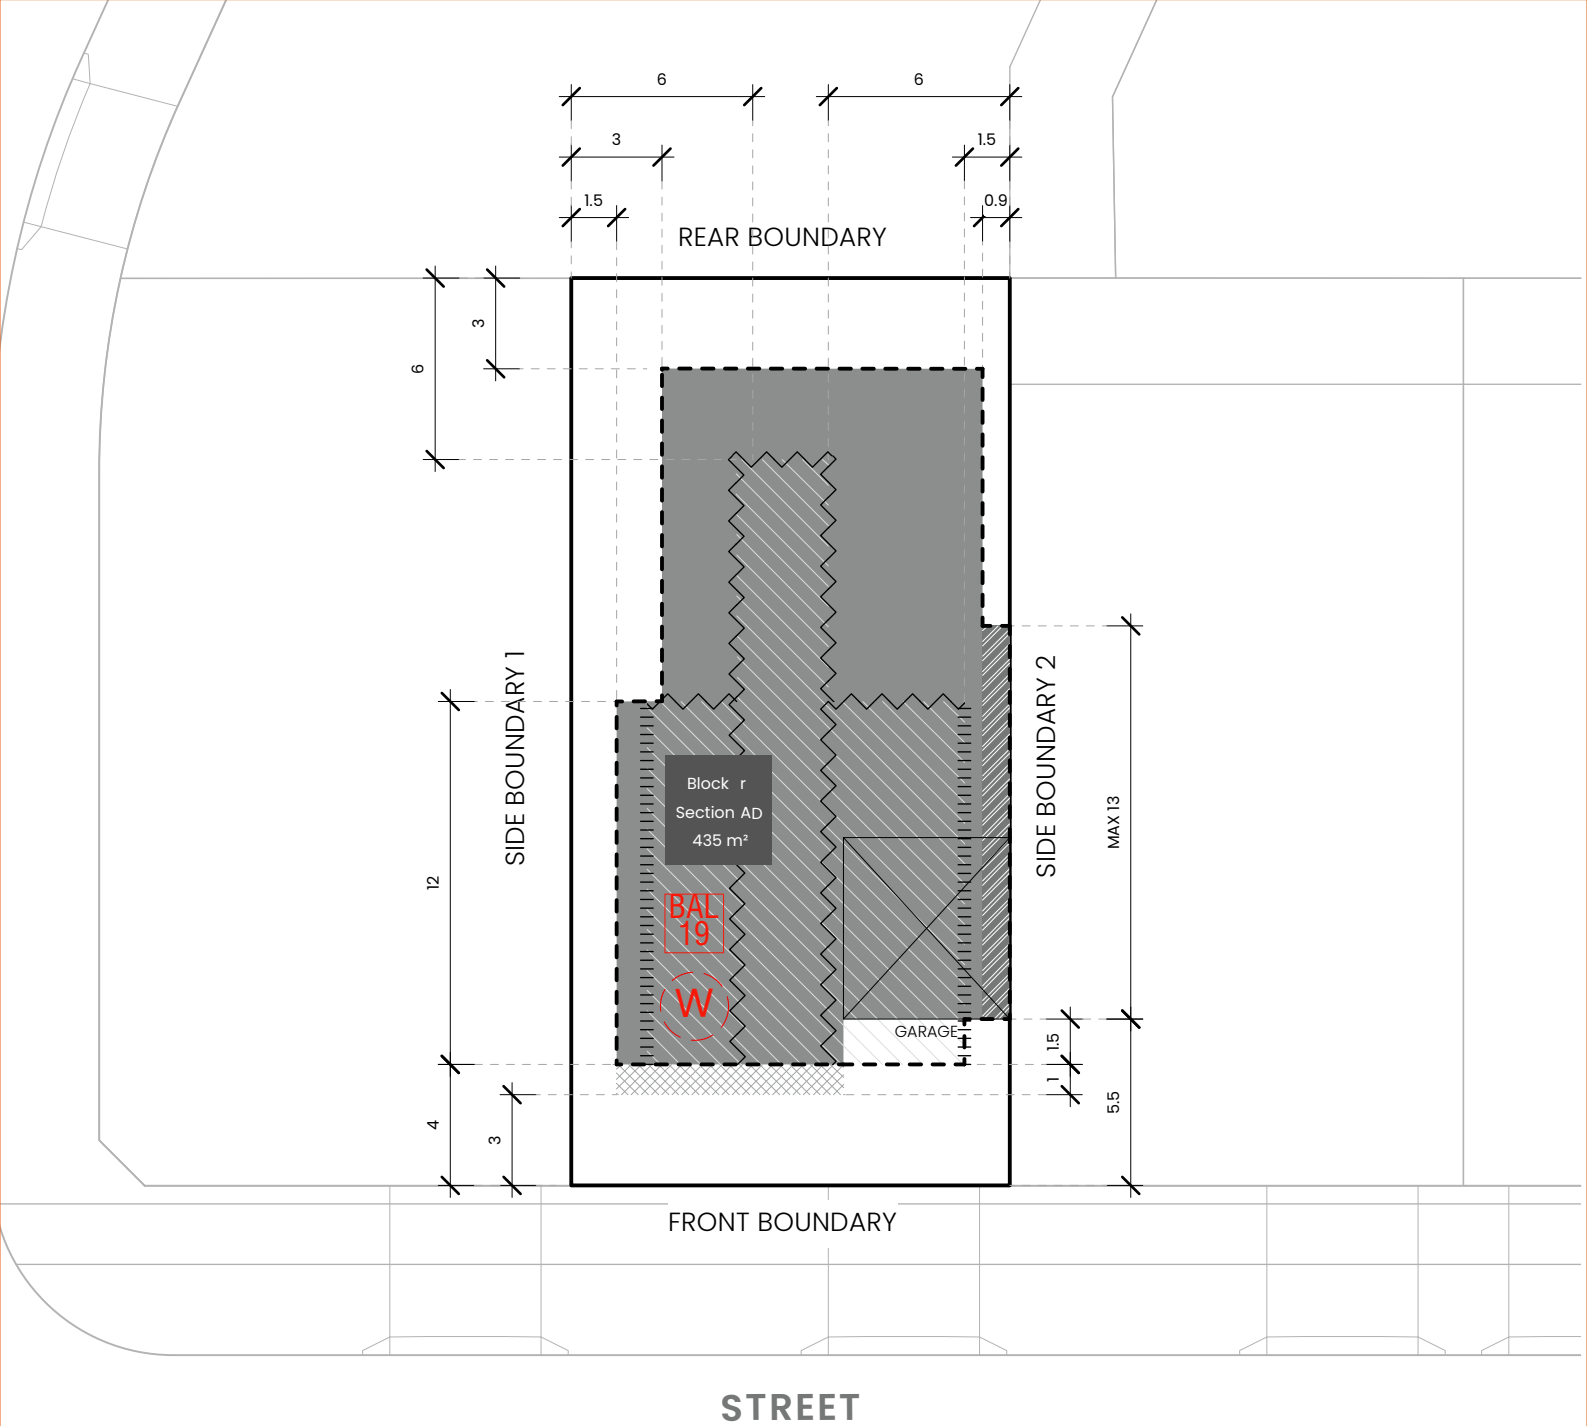 6
6
3
1.5
1.5
0.9
REAR BOUNDARY
3
6
SIDE BOUNDARY 1
SIDE BOUNDARY 2
Block r
Section AD
435 m²
MAX 13
12
BAL
19
W
GARAGE
1.5
1
5.5
4
3
FRONT BOUNDARY
STREET